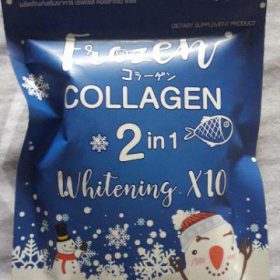 DIETARY SUPPLEMENT PRODUCT
Frozen
コラーゲン
COLLAGEN
2 in 1
Whitening X10